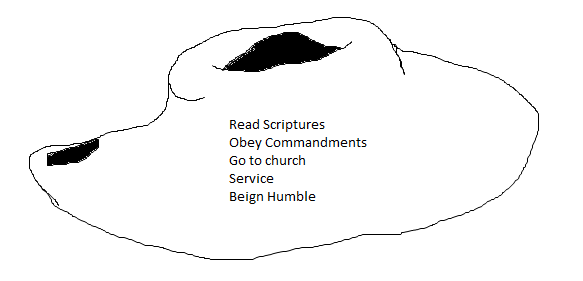 Read Scriptures
Obey Commandments
Go to church
Service
Beign Humble